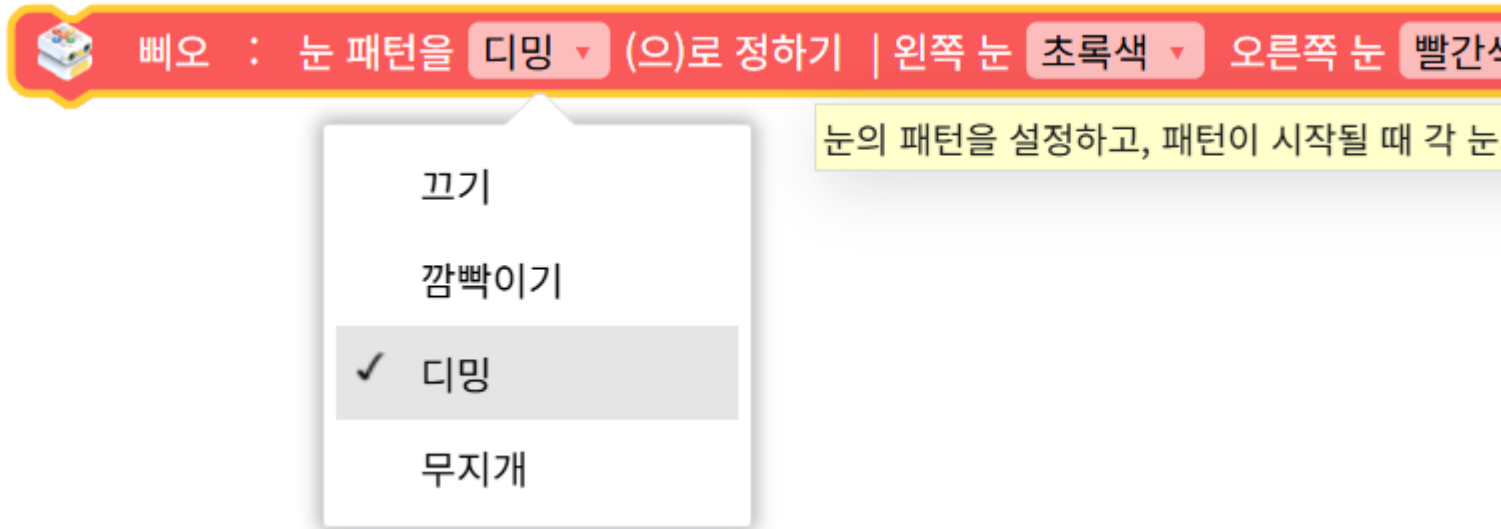 삐오 : 눈 패턴을 디밍 (으)로 정하기 | 왼쪽 눈 초록색 오른쪽 눈
눈의 패턴을 설정하고, 패턴이 시작될 때 각 눈
끄기
깜빡이기
✓ 디밍
무지개